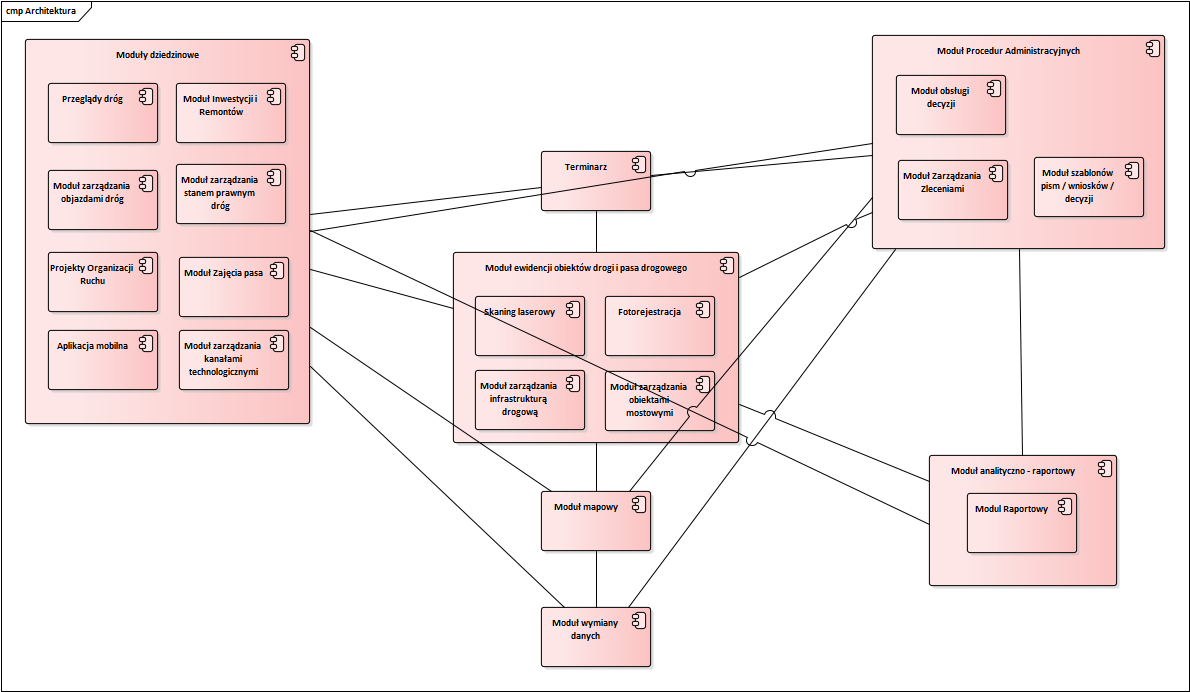 cmp Architektura
Moduły dziedzinowe
Przeglądy dróg
Moduł Inwestycji i
Remontów
Moduł zarządzania
objazdami dróg
Moduł zarządzania
stanem prawnym
dróg
Projekty Organizacji
Ruchu
Moduł Zajęcia pasa
Aplikacja mobilna
Moduł zarządzania
kanałami
technologicznymi
Terminarz
Moduł ewidencji obiektów drogi i pasa drogowego
Skaning laserowy
Fotorejestracja
Moduł zarządzania
infrastrukturą
drogową
Moduł zarządzania
obiektami
mostowymi
Moduł mapowy
Moduł wymiany
danych
Moduł Procedur Administracyjnych
Moduł obsługi
decyzji
Moduł Zarządzania
Zleceniami
Moduł szablonów
pism / wniosków /
decyzji
Moduł analityczno - raportowy
Modul Raportowy